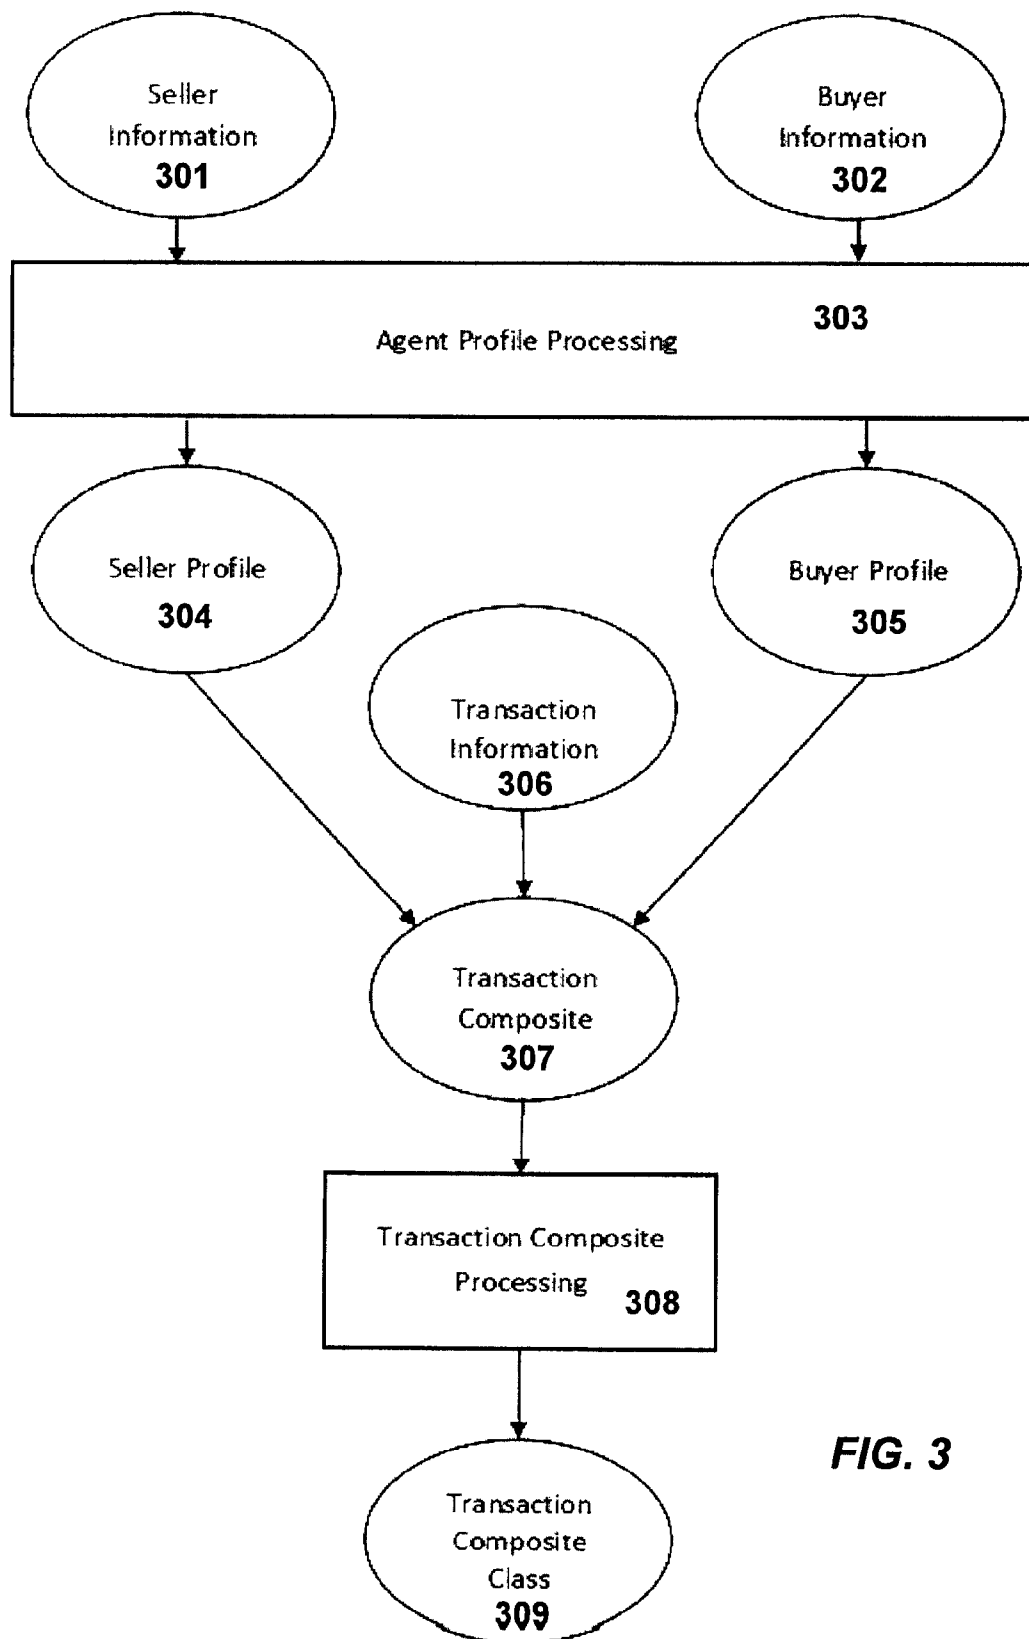 Seller
Information
301
Buyer
Information
302
303
Agent Profile Processing
Seller Profile
304
Buyer Profile
305
Transaction
Information
306
Transaction
Composite
307
Transaction Composite
Processing
308
FIG. 3
Transaction
Composite
Class
309